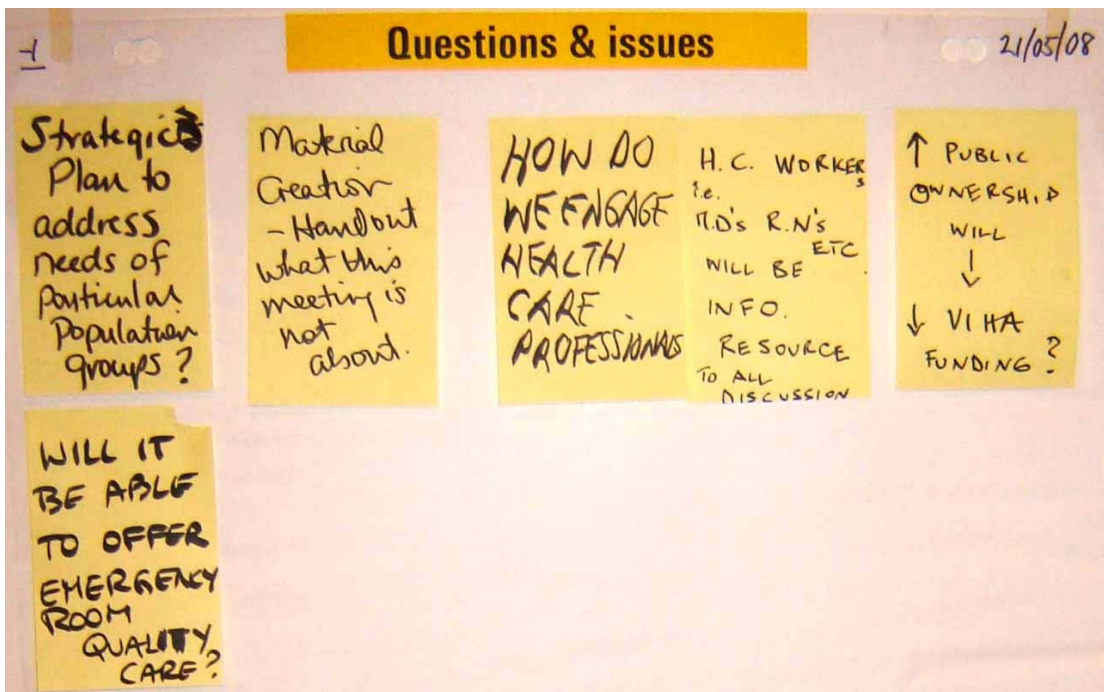 Questions & issues
21/05/08
Strategic
Plan to
address
needs of
particular
Population
groups?
Material
Creation
- Handout
what this
meeting is
not
about.
HOW DO
WE ENGAGE
HEALTH
CARE
PROFESSIONALS
H.C. WORKERS
i.e.
M.D's R.N's
ETC
WILL BE
INFO.
RESOURCE
TO ALL
DISCUSSION
↑ PUBLIC
OWNERSHIP
WILL
↓
↓ VIHA
FUNDING?
WILL IT
BE ABLE
TO OFFER
EMERGENCY
ROOM
QUALITY
CARE?